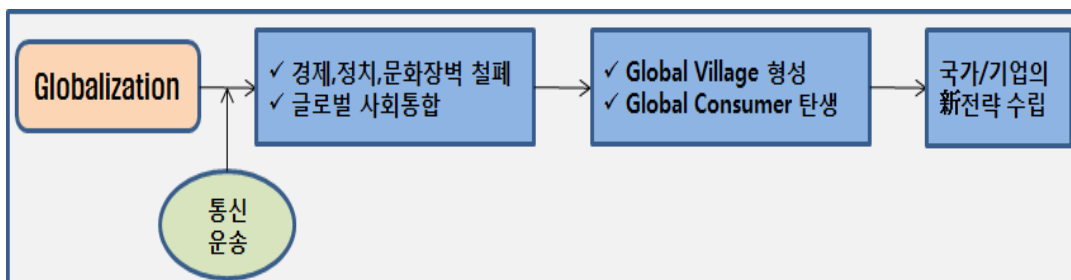 Globalization
✓ 경제,정치,문화장벽 철폐
✓ 글로벌 사회통합
✓ Global Village 형성
✓ Global Consumer 탄생
국가/기업의
新전략 수립
통신
운송